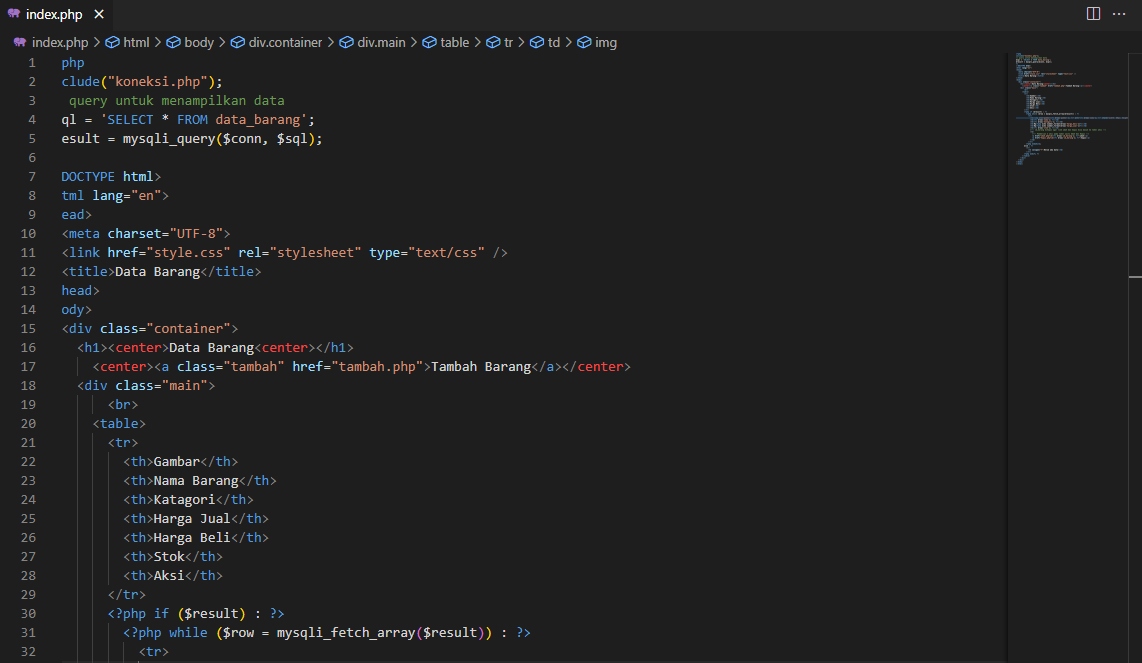 index.php ×
index.php > html > body > div.container > div.main > table > tr > td > img
1 php
2 clude("koneksi.php");
3 query untuk menampilkan data
4 ql = 'SELECT * FROM data_barang';
5 esult = mysqli_query($conn, $sql);
6
7 DOCTYPE html>
8 tml lang="en">
9 ead>
10 <meta charset="UTF-8">
11 <link href="style.css" rel="stylesheet" type="text/css" />
12 <title>Data Barang</title>
13 head>
14 ody>
15 <div class="container">
16 <h1><center>Data Barang<center></h1>
17 <center><a class="tambah" href="tambah.php">Tambah Barang</a></center>
18 <div class="main">
19 <br>
20 <table>
21 <tr>
22 <th>Gambar</th>
23 <th>Nama Barang</th>
24 <th>Katagori</th>
25 <th>Harga Jual</th>
26 <th>Harga Beli</th>
27 <th>Stok</th>
28 <th>Aksi</th>
29 </tr>
30 <?php if ($result) : ?>
31 <?php while ($row = mysqli_fetch_array($result)) : ?>
32 <tr>